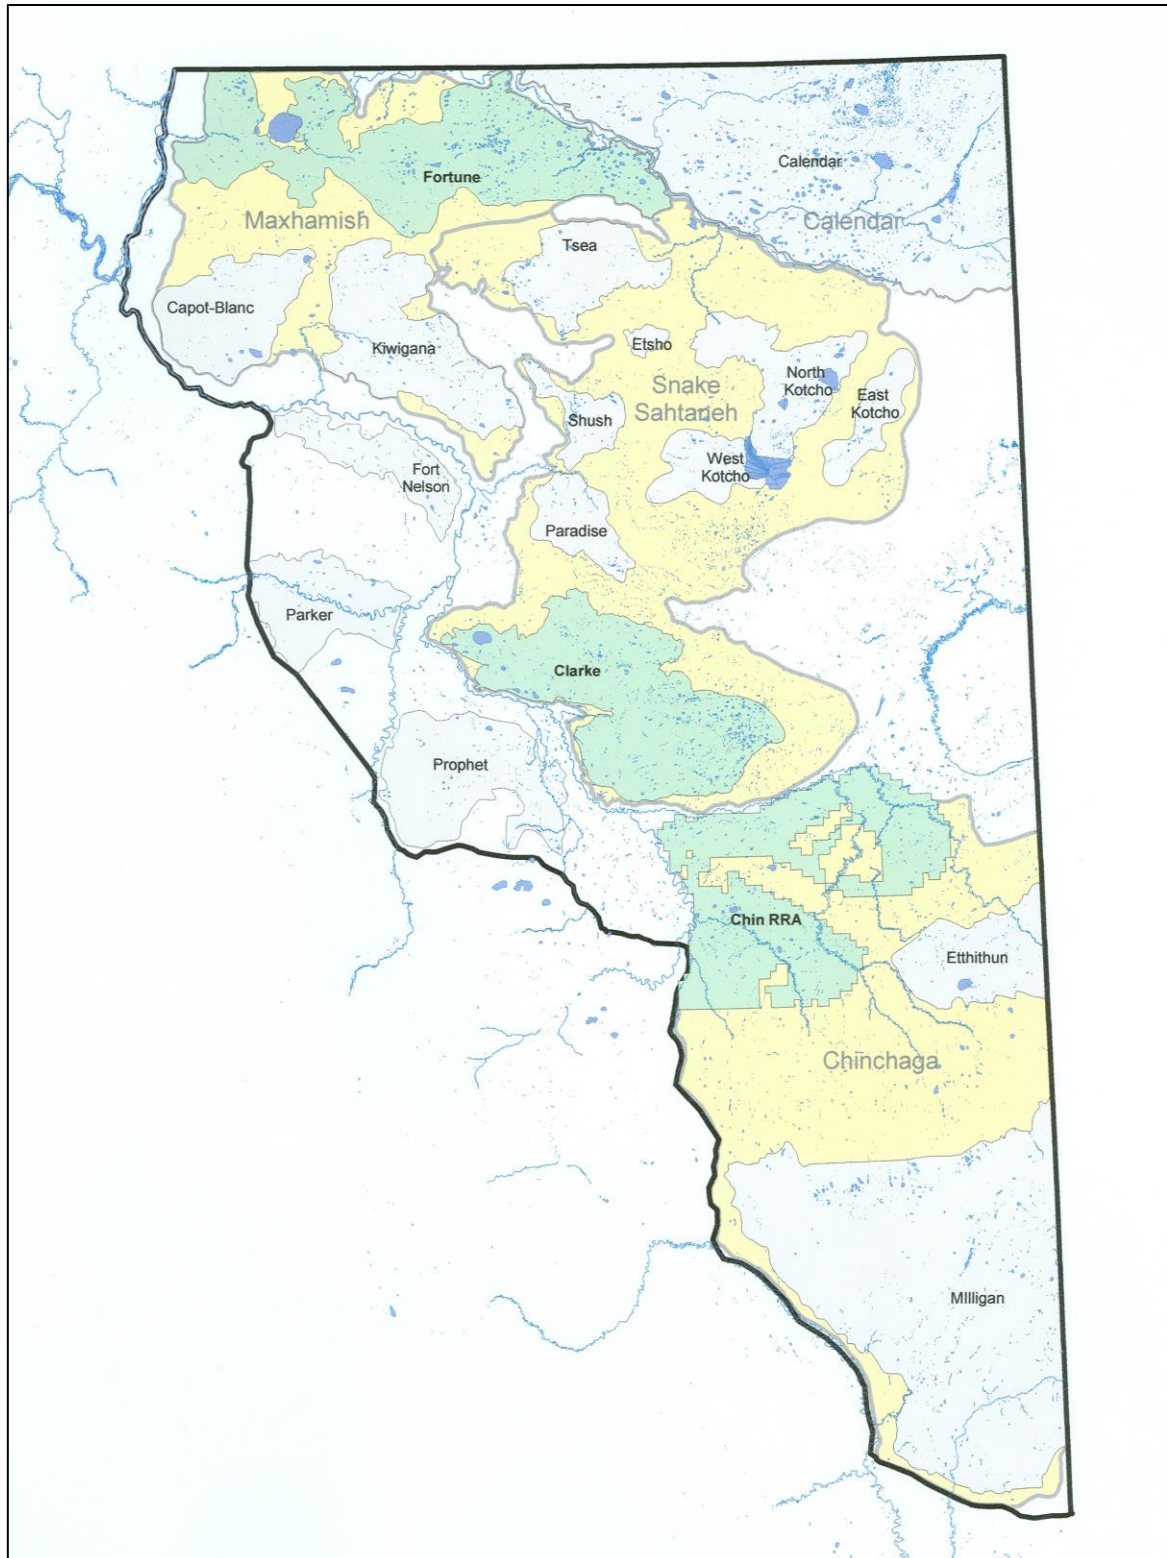 Calendar
Fortune
Maxhamish
Calendar
Tsea
Capot-Blanc
Kiwigana
Etsho
North
Kotcho
Snake
Sahtaneh
East
Kotcho
Shush
West
Kotcho
Fort
Nelson
Paradise
Parker
Clarke
Prophet
Chin RRA
Etthithun
Chinchaga
MIlligan